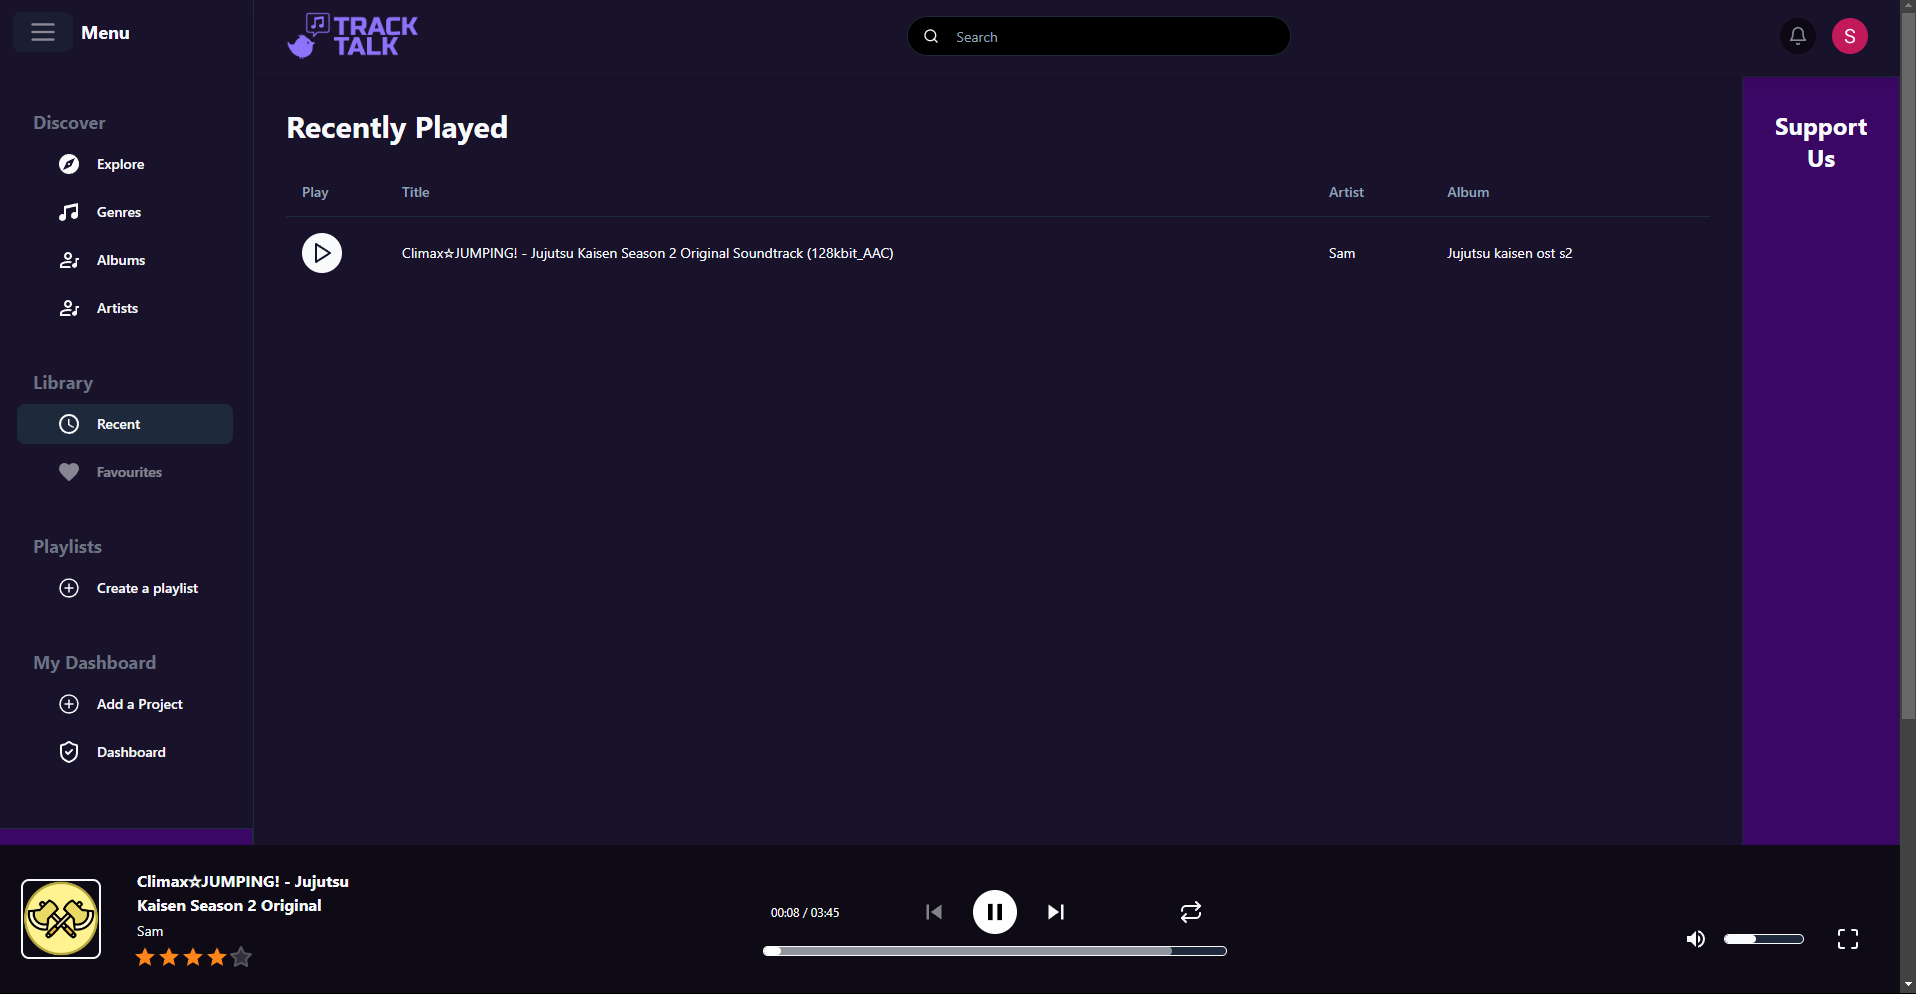 Menu
TRACK
TALK
Search
S
Discover
Explore
Genres
Albums
Artists
Library
Recent
Favourites
Playlists
Create a playlist
My Dashboard
Add a Project
Dashboard
Recently Played
Play Title Artist Album
Climax☆JUMPING! - Jujutsu Kaisen Season 2 Original Soundtrack (128kbit_AAC) Sam Jujutsu kaisen ost s2
Support
Us
Climax☆JUMPING! - Jujutsu
Kaisen Season 2 Original
Sam
00:08 / 03:45